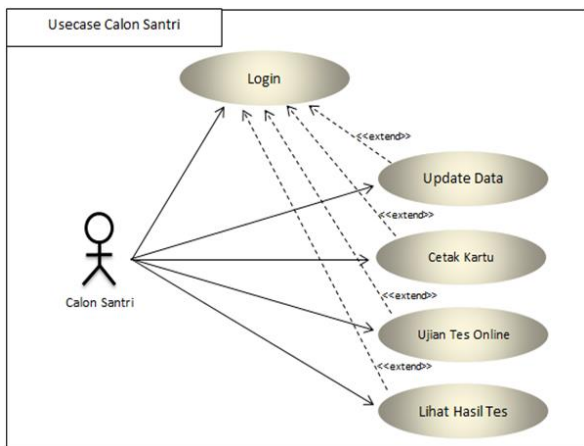 Usecase Calon Santri
Login
<<extend>>
Update Data
<<extend>>
Cetak Kartu
Calon Santri
<<extend>>
Ujian Tes Online
<<extend>>
Lihat Hasil Tes